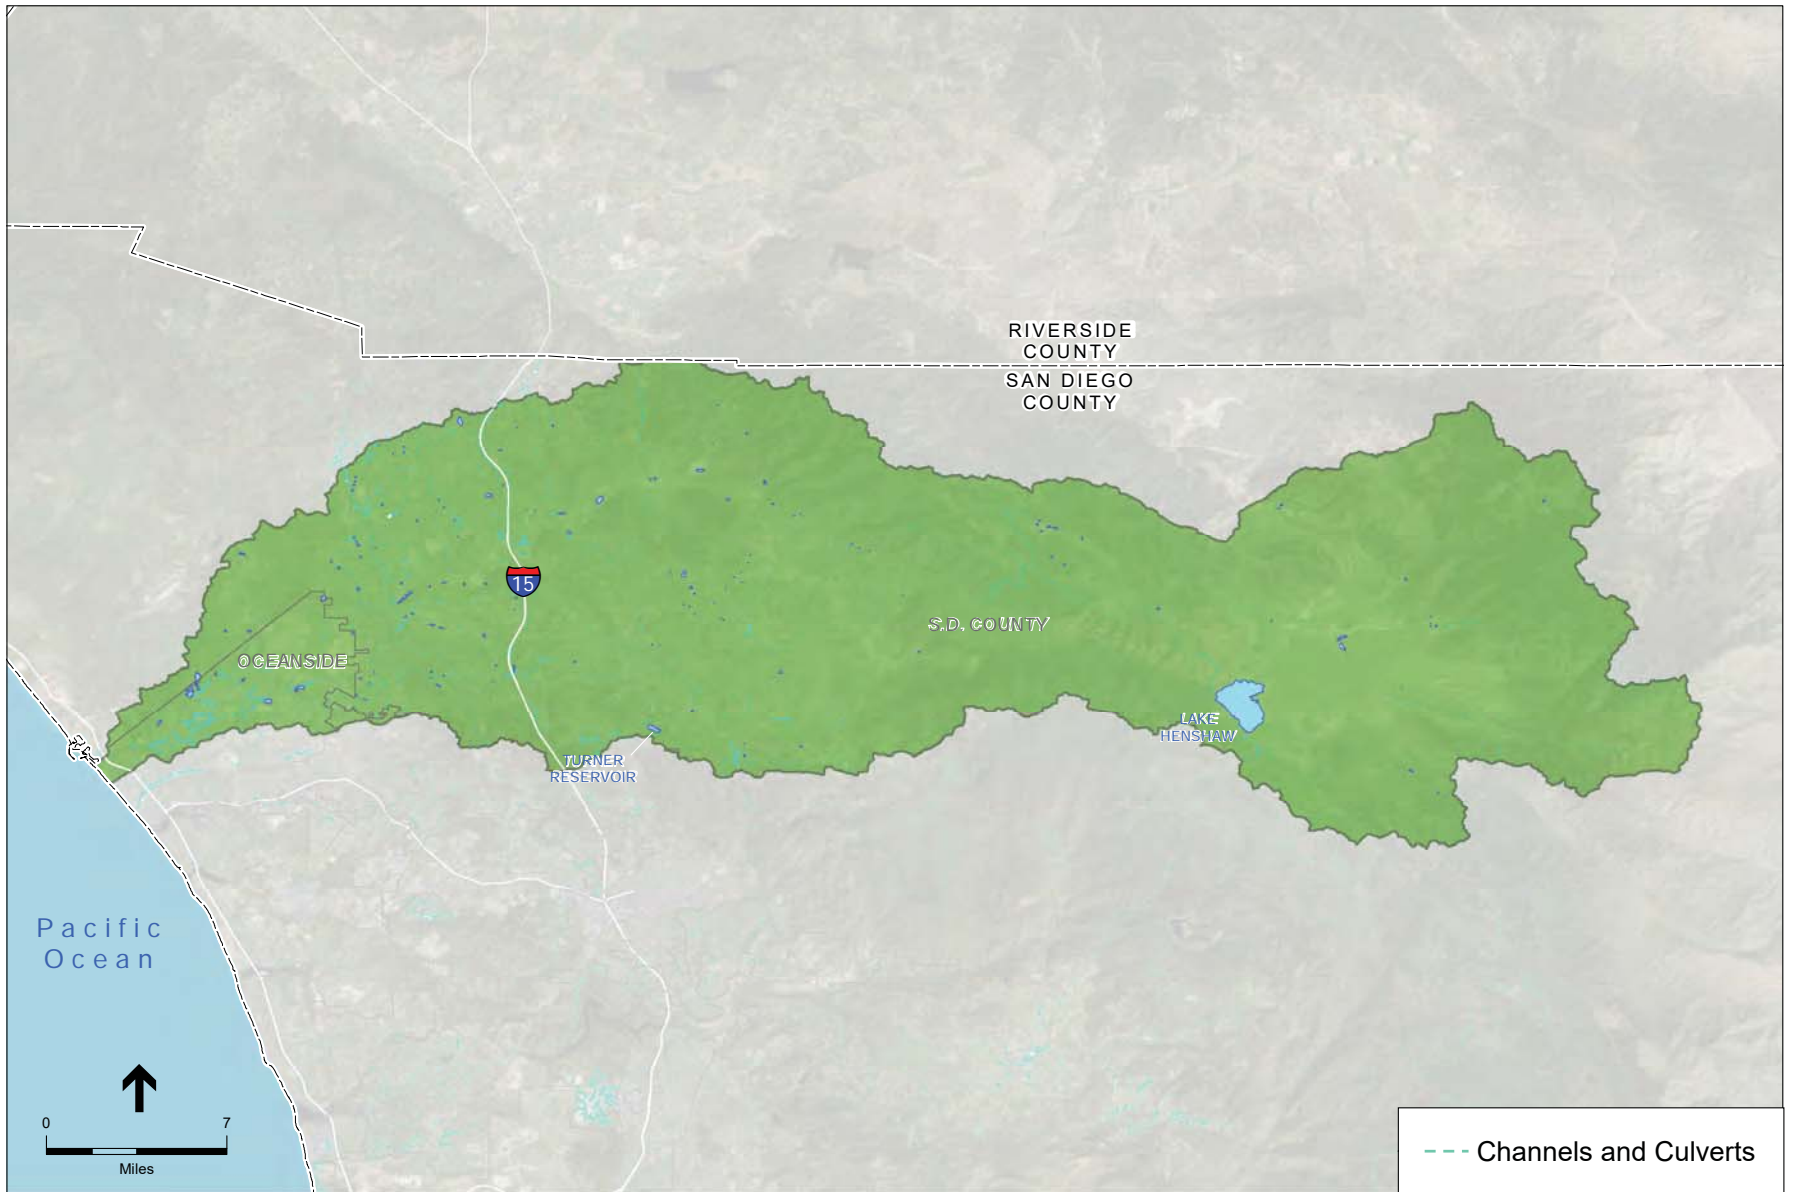 RIVERSIDE
COUNTY
SAN DIEGO
COUNTY
15
S.D. COUNTY
OCEANSIDE
LAKE
HENSHAW
TURNER
RESERVOIR
Pacific
Ocean
0 7
Miles
Channels and Culverts